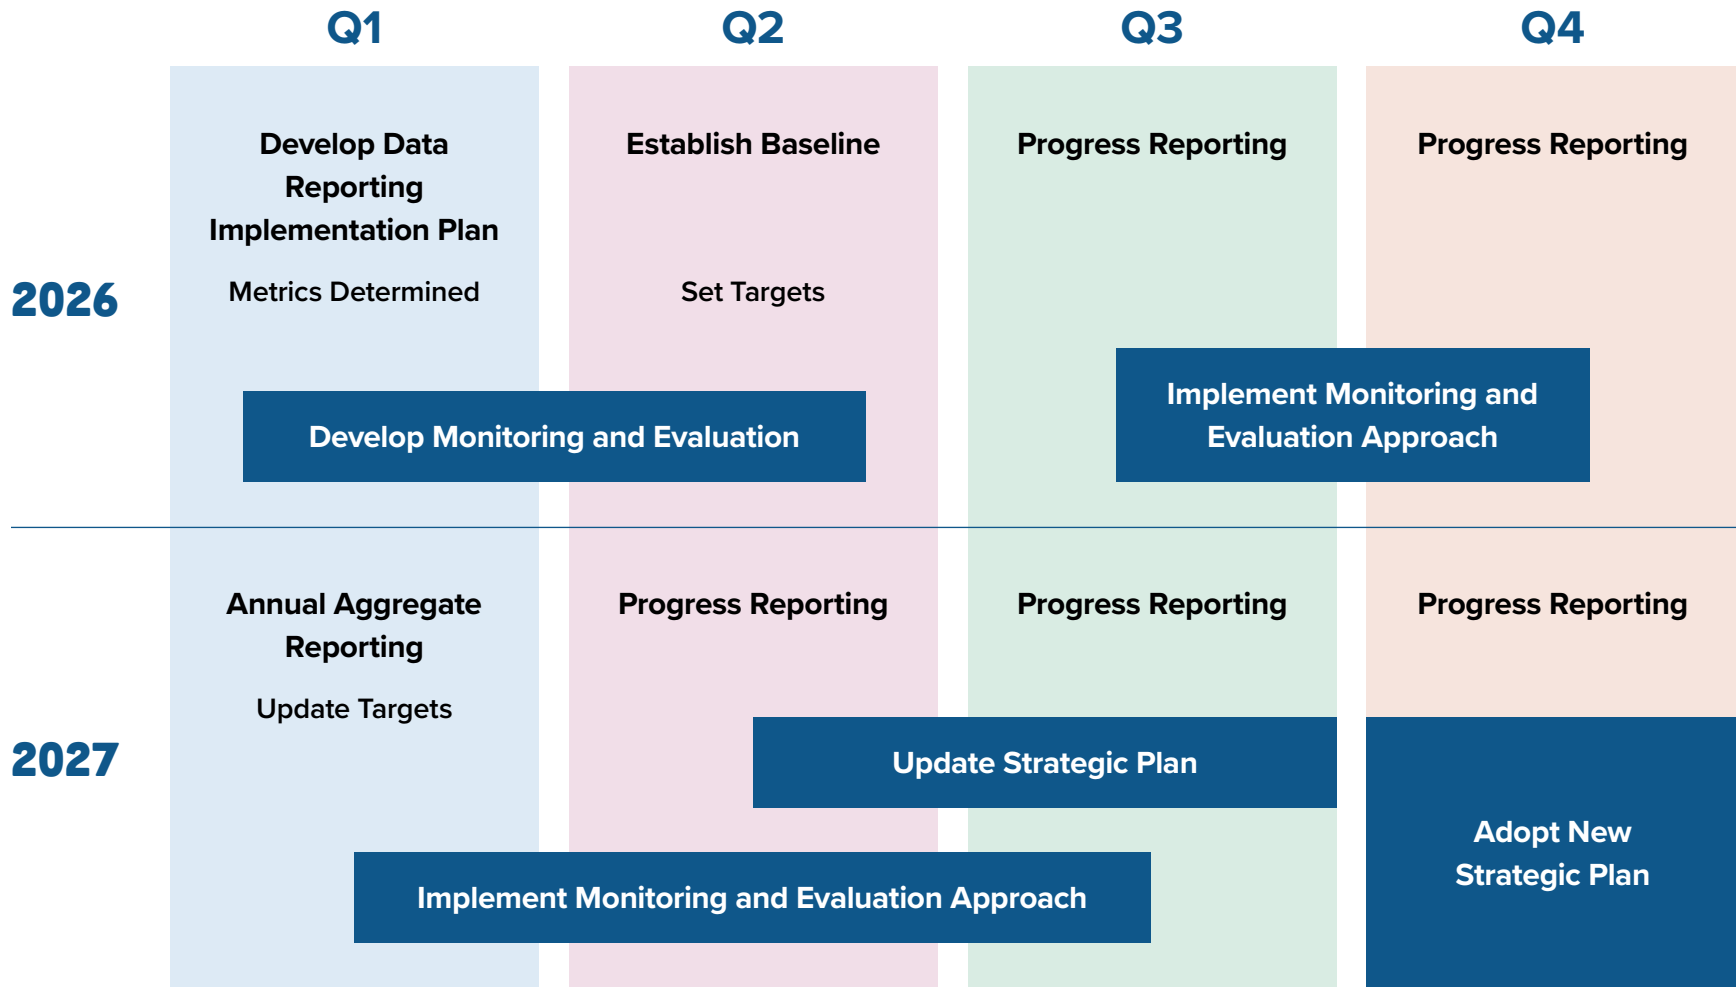 Q1
Q2
Q3
Q4
2026
Develop Data
Reporting
Implementation Plan
Metrics Determined
Establish Baseline
Set Targets
Progress Reporting
Progress Reporting
Develop Monitoring and Evaluation
Implement Monitoring and
Evaluation Approach
2027
Annual Aggregate
Reporting
Update Targets
Progress Reporting
Progress Reporting
Progress Reporting
Update Strategic Plan
Implement Monitoring and Evaluation Approach
Adopt New
Strategic Plan